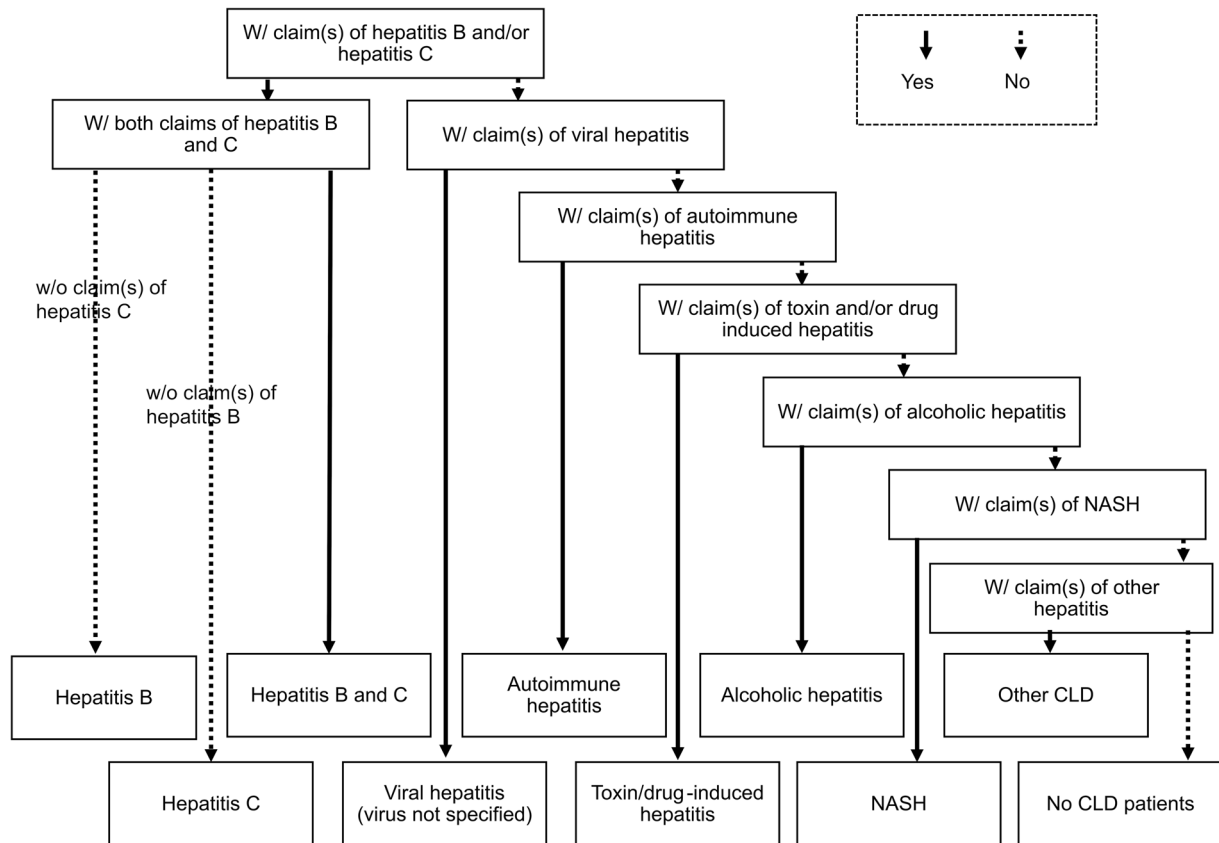 W/ claim(s) of hepatitis B and/or
hepatitis C
Yes
No
W/ both claims of hepatitis B
and C
W/ claim(s) of viral hepatitis
W/ claim(s) of autoimmune
hepatitis
w/o claim(s) of
hepatitis C
W/ claim(s) of toxin and/or drug
induced hepatitis
w/o claim(s) of
hepatitis B
W/ claim(s) of alcoholic hepatitis
W/ claim(s) of NASH
W/ claim(s) of other
hepatitis
Hepatitis B
Hepatitis B and C
Autoimmune
hepatitis
Alcoholic hepatitis
Other CLD
Hepatitis C
Viral hepatitis
(virus not specified)
Toxin/drug-induced
hepatitis
NASH
No CLD patients